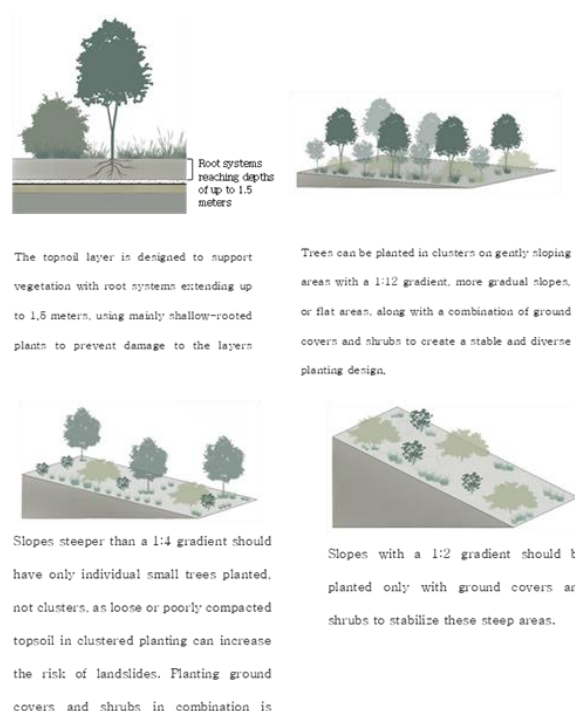 Root systems
reaching depths
of up to 1.5
meters
The topsoil layer is designed to support
vegetation with root systems extending up
to 1.5 meters, using mainly shallow-rooted
plants to prevent damage to the layers
Trees can be planted in clusters on gently sloping
areas with a 1:12 gradient, more gradual slopes,
or flat areas, along with a combination of ground
covers and shrubs to create a stable and diverse
planting design.
Slopes steeper than a 1:4 gradient should
have only individual small trees planted,
not clusters, as loose or poorly compacted
topsoil in clustered planting can increase
the risk of landslides. Planting ground
covers and shrubs in combination is
Slopes with a 1:2 gradient should
planted only with ground covers
shrubs to stabilize these steep areas.